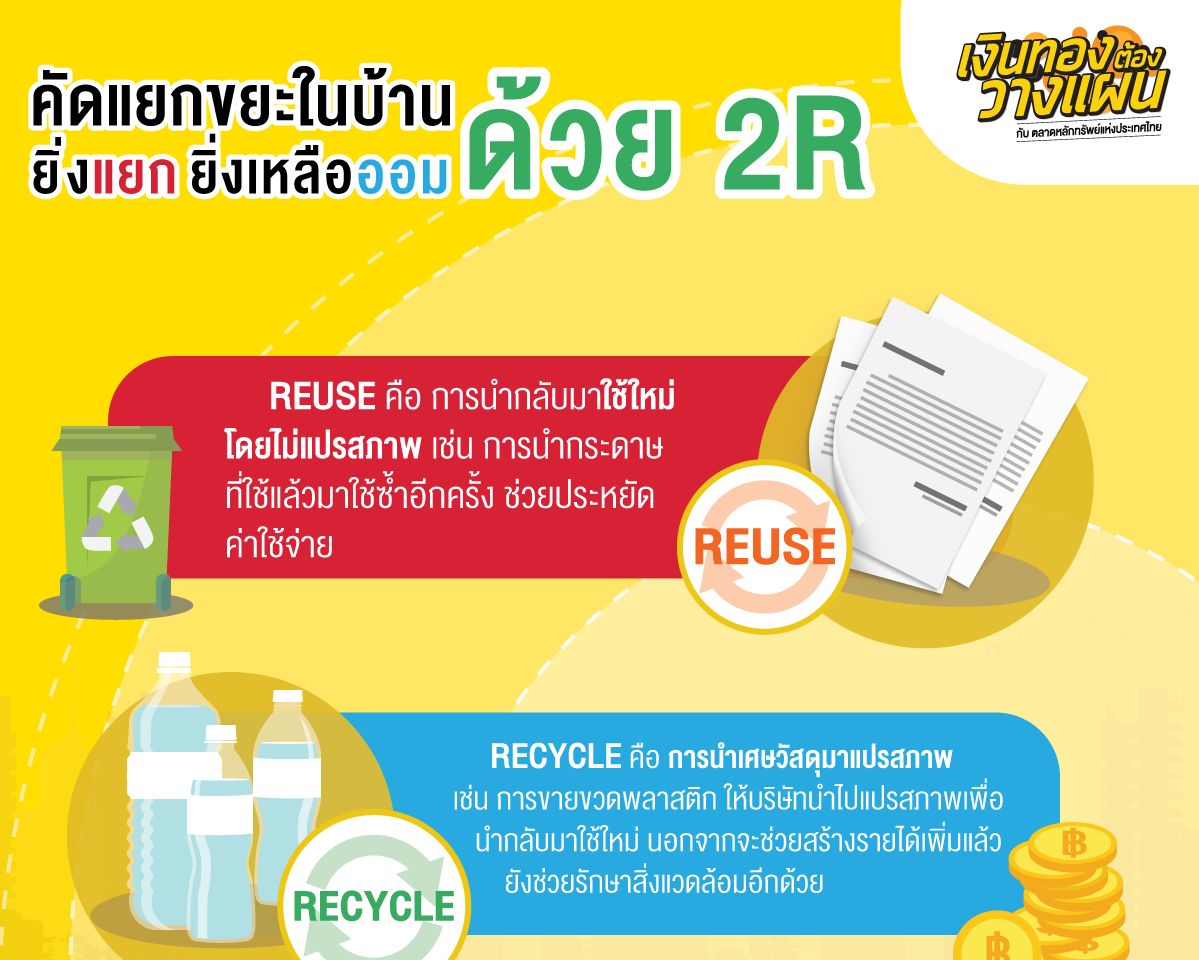 คัดแยกขยะในบ้าน
ยิ่งแยก ยิ่งเหลือออม ด้วย 2R
เงินทองต้อง
วางแผน
กับ ตลาดหลักทรัพย์แห่งประเทศไทย
REUSE คือ การนำกลับมาใช้ใหม่
โดยไม่แปรสภาพ เช่น การนำกระดาษ
ที่ใช้แล้วมาใช้ซ้ำอีกครั้ง ช่วยประหยัด
ค่าใช้จ่าย
REUSE
RECYCLE คือ การนำเศษวัสดุมาแปรสภาพ
เช่น การขายขวดพลาสติก ให้บริษัทนำไปแปรสภาพเพื่อ
นำกลับมาใช้ใหม่ นอกจากจะช่วยสร้างรายได้เพิ่มแล้ว
ยังช่วยรักษาสิ่งแวดล้อมอีกด้วย
RECYCLE
฿
฿